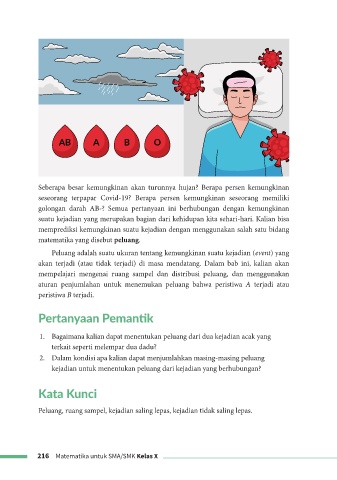 AB A B O
Seberapa besar kemungkinan akan turunnya hujan? Berapa persen kemungkinan
seseorang terpapar Covid-19? Berapa persen kemungkinan seseorang memiliki
golongan darah AB-? Semua pertanyaan ini berhubungan dengan kemungkinan
suatu kejadian yang merupakan bagian dari kehidupan kita sehari-hari. Kalian bisa
memprediksi kemungkinan suatu kejadian dengan menggunakan salah satu bidang
matematika yang disebut peluang.
Peluang adalah suatu ukuran tentang kemungkinan suatu kejadian (event) yang
akan terjadi (atau tidak terjadi) di masa mendatang. Dalam bab ini, kalian akan
mempelajari mengenai ruang sampel dan distribusi peluang, dan menggunakan
aturan penjumlahan untuk menemukan peluang bahwa peristiwa A terjadi atau
peristiwa B terjadi.
Pertanyaan Pemantik
1. Bagaimana kalian dapat menentukan peluang dari dua kejadian acak yang
terkait seperti melempar dua dadu?
2. Dalam kondisi apa kalian dapat menjumlahkan masing-masing peluang
kejadian untuk menentukan peluang dari kejadian yang berhubungan?
Kata Kunci
Peluang, ruang sampel, kejadian saling lepas, kejadian tidak saling lepas.
216 Matematika untuk SMA/SMK Kelas X